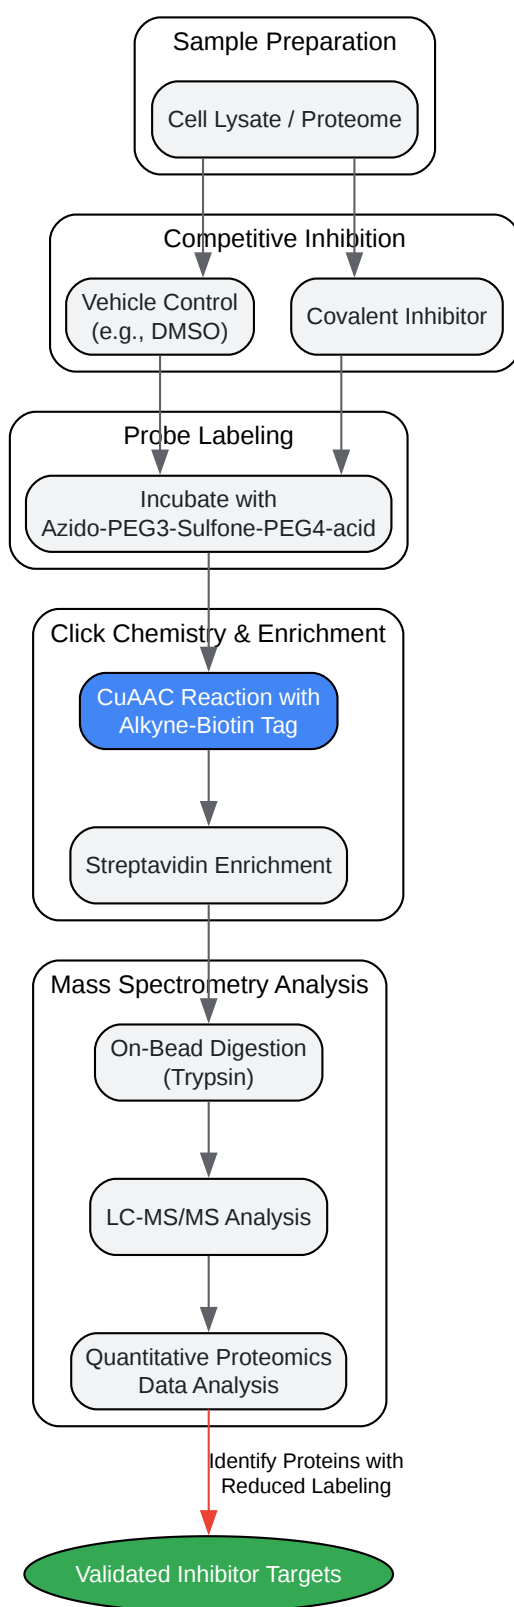 Sample Preparation
Cell Lysate / Proteome
Competitive Inhibition
Vehicle Control
(e.g., DMSO)
Covalent Inhibitor
Probe Labeling
Incubate with
Azido-PEG3-Sulfone-PEG4-acid
Click Chemistry & Enrichment
CuAAC Reaction with
Alkyne-Biotin Tag
Streptavidin Enrichment
Mass Spectrometry Analysis
On-Bead Digestion
(Trypsin)
LC-MS/MS Analysis
Quantitative Proteomics
Data Analysis
Identify Proteins with
Reduced Labeling
Validated Inhibitor Targets